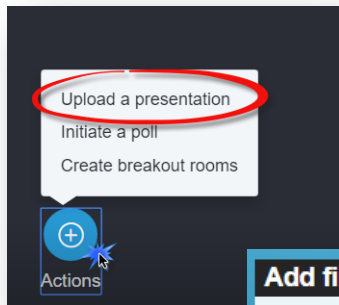 Upload a presentation
Initiate a poll
Create breakout rooms
Actions
Add fi